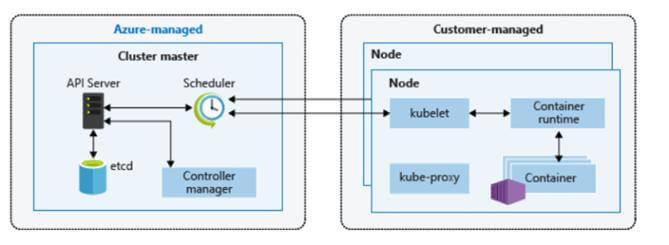 Azure-managed
Cluster master
API Server
Scheduler
etcd
Controller
manager
Customer-managed
Node
Node
kubelet
Container
runtime
kube-proxy
Container